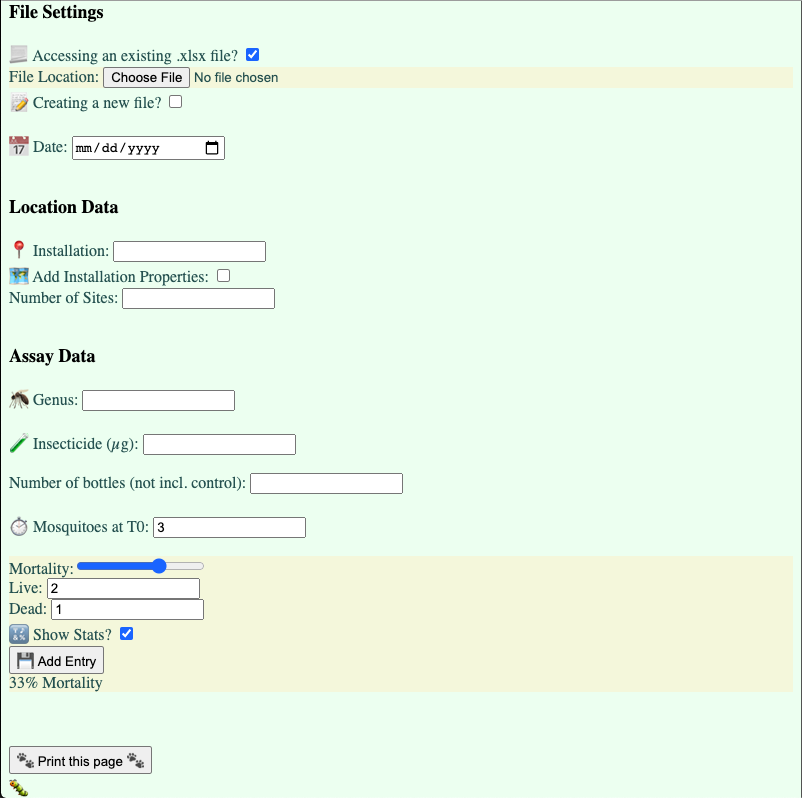 File Settings
Accessing an existing .xlsx file?
File Location: Choose File No file chosen
Creating a new file?
17 Date: mm/dd/yyyy
Location Data
Installation:
Add Installation Properties:
Number of Sites:
Assay Data
Genus:
Insecticide (µg):
Number of bottles (not incl. control):
Mosquitoes at T0: 3
Mortality:
Live: 2
Dead: 1
Show Stats?
Add Entry
33% Mortality
Print this page